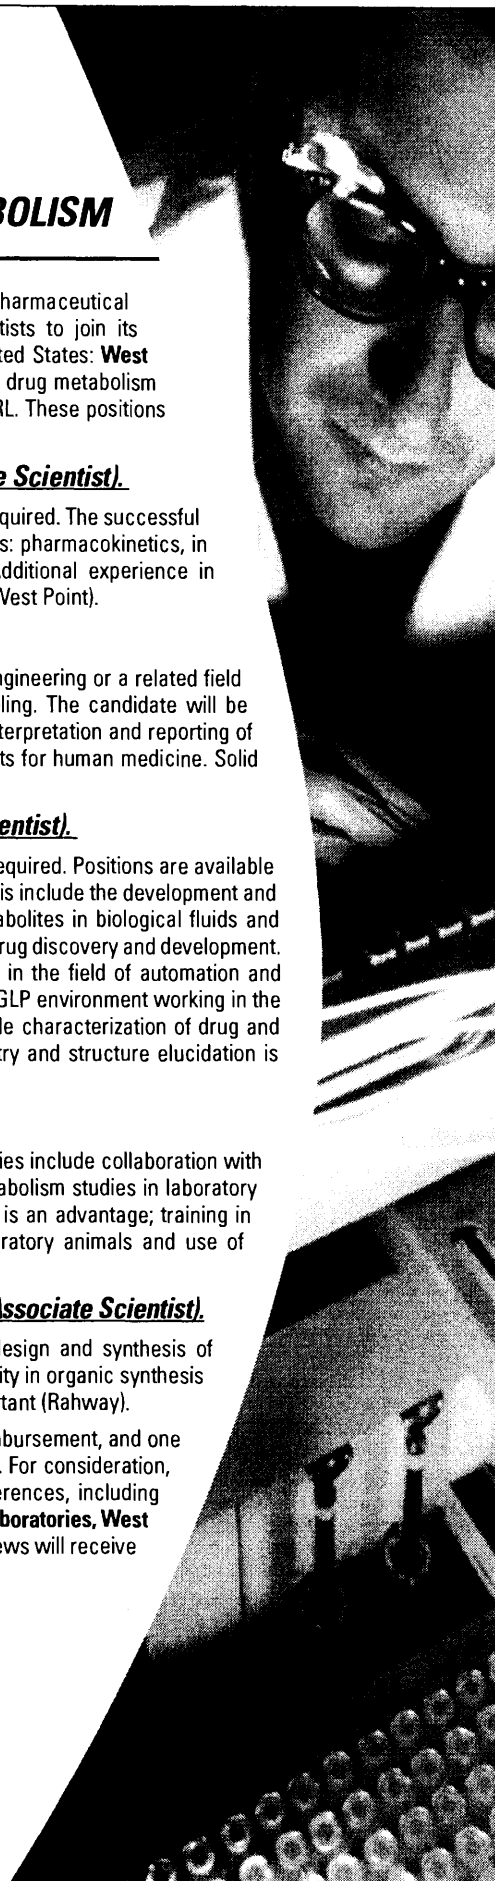 BOLISM
harmaceutical
tists to join its
ted States: West
drug metabolism
RL. These positions
e Scientist).
quired. The successful
s: pharmacokinetics, in
dditional experience in
West Point).
ngineering or a related field
ling. The candidate will be
terpretation and reporting of
ts for human medicine. Solid
entist).
equired. Positions are available
is include the development and
abolites in biological fluids and
rug discovery and development.
in the field of automation and
GLP environment working in the
le characterization of drug and
try and structure elucidation is
ies include collaboration with
abolism studies in laboratory
is an advantage; training in
ratory animals and use of
Associate Scientist).
design and synthesis of
ity in organic synthesis
rtant (Rahway).
nbursement, and one
. For consideration,
erences, including
boratories, West
ews will receive